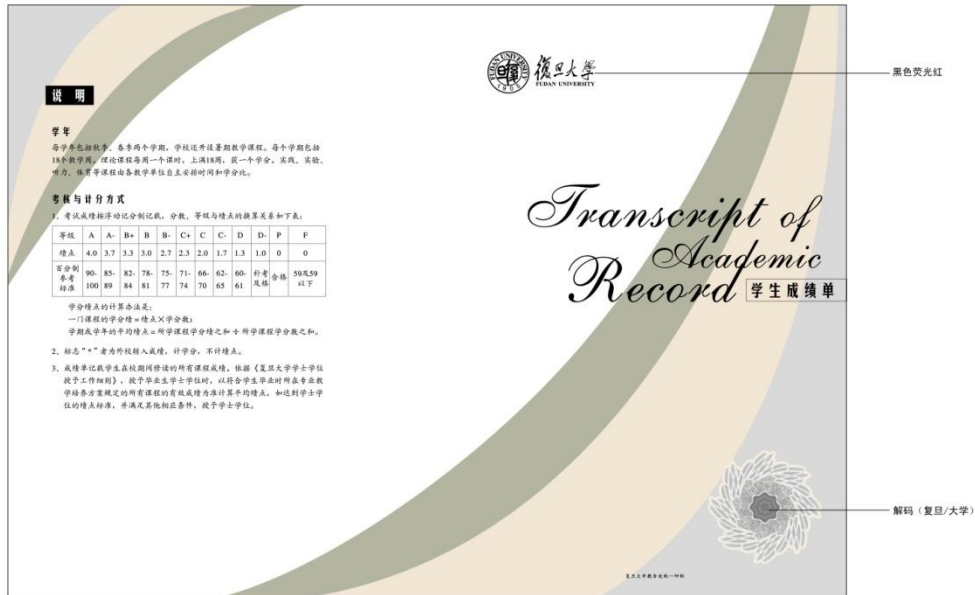 说 明
学年
每学年包括秋季、春季两个学期，学校还开设暑期教学课程。每个学期包括
18个教学周。理论课程每周一个课时，上满18周，获一个学分。实践、实验、
听力、体育等课程由各教学单位自主安排时间和学分比。
考核与计分方式
1、考试成绩按浮动记分制记载，分数、等级与绩点的换算关系如下表：
等级 A A- B+ B B- C+ C C- D D- P F
绩点 4.0 3.7 3.3 3.0 2.7 2.3 2.0 1.7 1.3 1.0 0 0
百分制参考标准 90-100 85-89 82-84 78-81 75-77 71-74 66-70 62-65 60-61 补考及格 合格 59及59以下
学分绩点的计算办法是：
一门课程的学分绩＝绩点×学分数；
学期或学年的平均绩点＝所学课程学分绩之和÷所学课程学分数之和。
2、标志"*"者为外校转入成绩，计学分，不计绩点。
3、成绩单记载学生在校期间修读的所有课程成绩。依据《复旦大学学士学位
授予工作细则》，授予毕业生学士学位时，以符合学生毕业时所在专业教
学培养方案规定的所有课程的有效成绩为准计算平均绩点，如达到学士学
位的绩点标准，并满足其他相应条件，授予学士学位。
FUDAN UNIVERSITY
1905
復旦大學
FUDAN UNIVERSITY
黑色荧光红
Transcript of
Academic
Record 学生成绩单
解码（复旦/大学）
复旦大学教务处统一印制